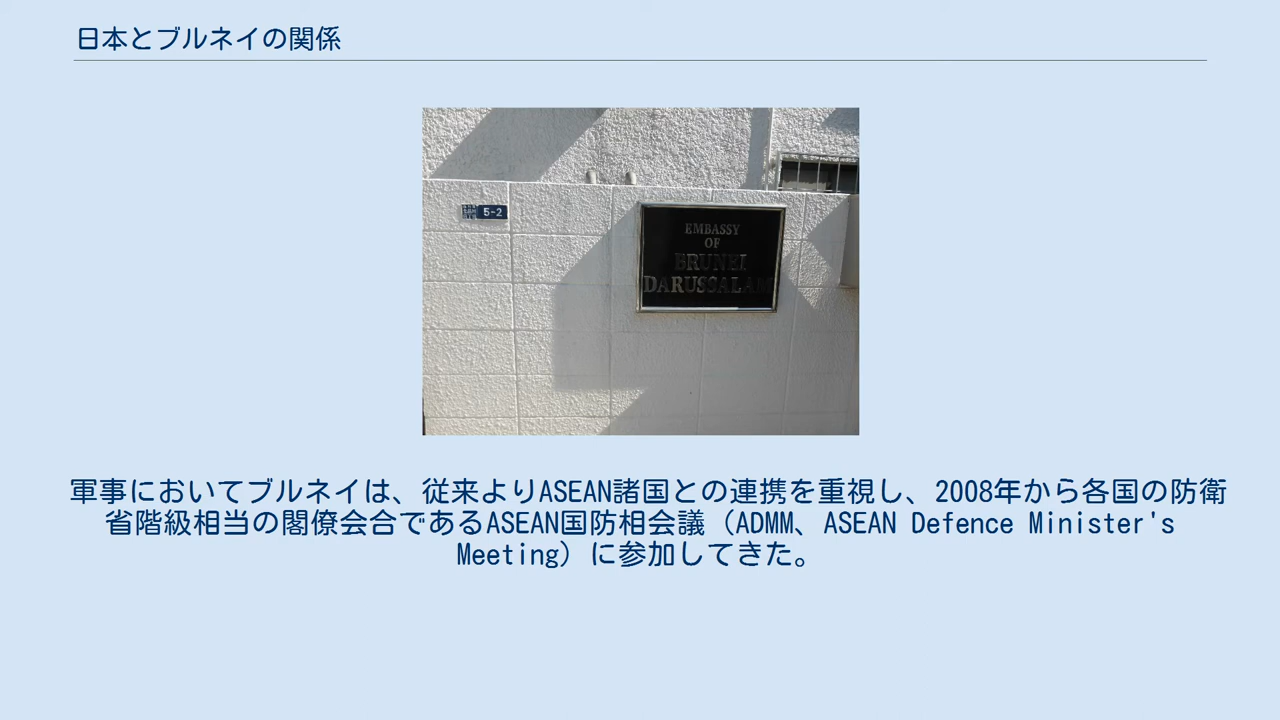 日本とブルネイの関係
5-2
EMBASSY
OF
BRUNEI
DARUSSALAM
軍事においてブルネイは、従来よりASEAN諸国との連携を重視し、2008年から各国の防衛
省階級相当の閣僚会合であるASEAN国防相会議（ADMM、ASEAN Defence Minister's
Meeting）に参加してきた。